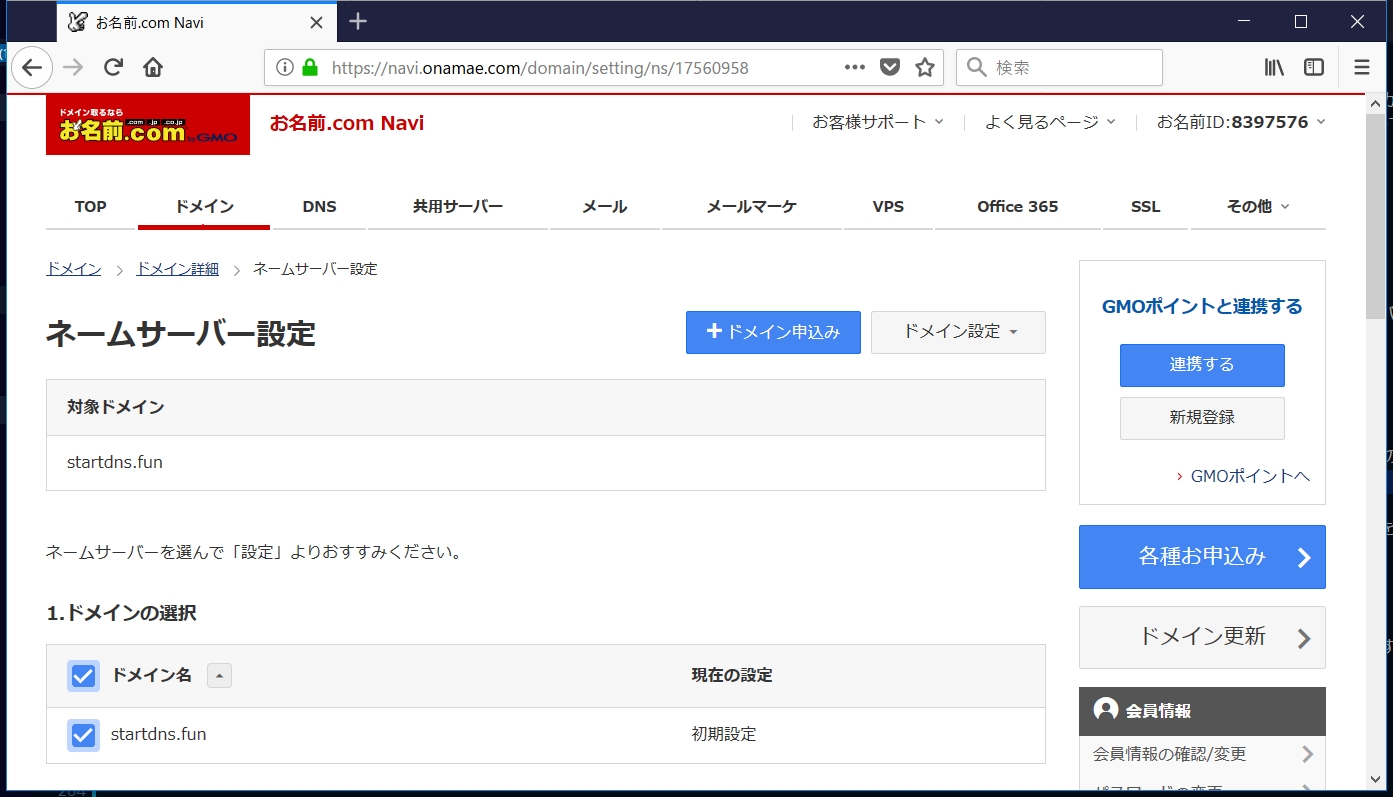 お名前.com Navi
https://navi.onamae.com/domain/setting/ns/17560958
検索
ドメイン取るなら
お名前.com
.com .jp .co.jp
by GMO
お名前.com Navi
お客様サポート
よく見るページ
お名前ID:8397576
TOP
ドメイン
DNS
共用サーバー
メール
メールマーケ
VPS
Office 365
SSL
その他
ドメイン > ドメイン詳細 > ネームサーバー設定
ネームサーバー設定
+ ドメイン申込み
ドメイン設定
対象ドメイン
startdns.fun
ネームサーバーを選んで「設定」よりおすすみください。
1.ドメインの選択
ドメイン名
現在の設定
startdns.fun
初期設定
GMOポイントと連携する
連携する
新規登録
GMOポイントへ
各種お申込み
ドメイン更新
会員情報
会員情報の確認/変更
パスワードの変更